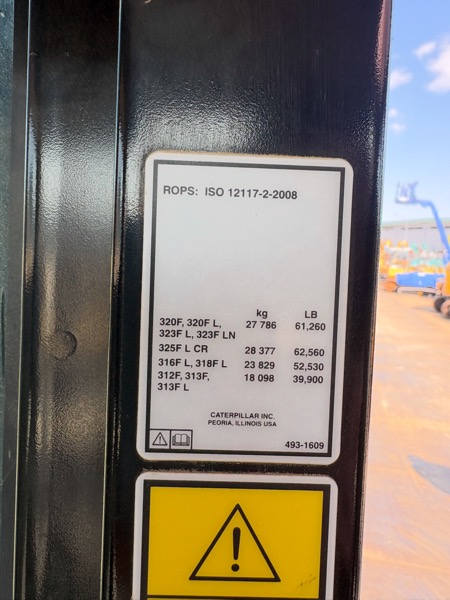 ROPS: ISO 12117-2-2008
kg LB
320F, 320F L, 27 786 61,260
323F L, 323F LN
325F L CR 28 377 62,560
316F L, 318F L 23 829 52,530
312F, 313F, 18 098 39,900
313F L
CATERPILLAR INC.
PEORIA, ILLINOIS USA
493-1609